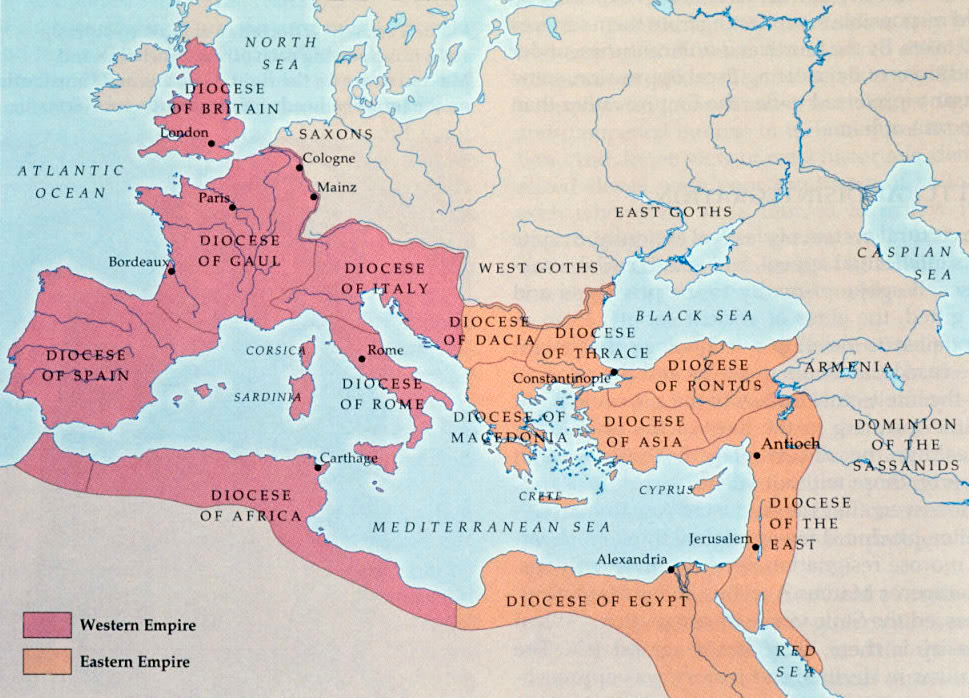 NORTH
SEA
DIOCESE
OF BRITAIN
London
SAXONS
Cologne
ATLANTIC
OCEAN
Mainz
Paris
EAST GOTHS
DIOCESE
OF GAUL
Bordeaux
CASPIAN
SEA
DIOCESE
OF ITALY
WEST GOTHS
BLACK SEA
DIOCESE
OF DACIA
DIOCESE
OF THRACE
CORSICA
Rome
DIOCESE
OF SPAIN
DIOCESE
OF PONTUS
ARMENIA
Constantinople
SARDINIA
DIOCESE
OF ROME
DIOCESE OF
MACEDONIA
DIOCESE
OF ASIA
DOMINION
OF THE
SASSANIDS
Antioch
Carthage
CRETE
CYPRUS
DIOCESE
OF AFRICA
DIOCESE
OF THE
EAST
MEDITERRANEAN SEA
Jerusalem
Alexandria
DIOCESE OF EGYPT
Western Empire
Eastern Empire
RED
SEA